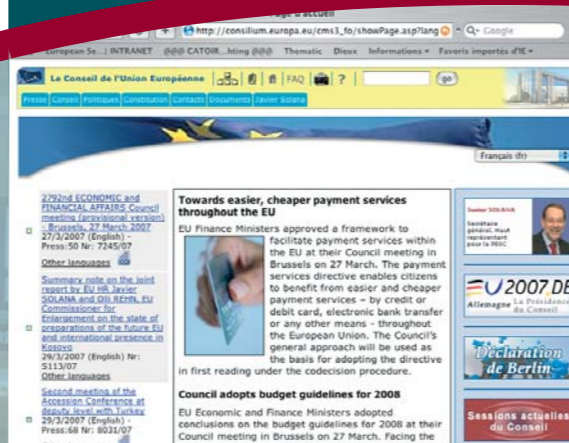 Page d'accueil
http://consilium.europa.eu/cms3_fo/showPage.asp?lang
Q- Google
European Se...) INTRANET @@@ CATOIR...hting @@@ Thematic Dieux Informations Favoris importés d'IE
Le Conseil de l'Union Européenne FAQ ? go
Presse Conseil Politiques Constitution Contacts Documents Javier Solana
Français (fr)
2792nd ECONOMIC and
FINANCIAL AFFAIRS Council
meeting (provisional version)
- Brussels, 27 March 2007
27/3/2007 (English) -
Press:50 Nr: 7245/07
Other languages
Summary note on the joint
report by EU HR Javier
SOLANA and Olli REHN, EU
Commissioner for
Enlargement on the state of
preparations of the future EU
and international presence in
Kosovo
29/3/2007 (English) Nr:
S113/07
Other languages
Second meeting of the
Accession Conference at
deputy level with Turkey
29/3/2007 (English) -
Press:68 Nr: 8031/07
Towards easier, cheaper payment services
throughout the EU
EU Finance Ministers approved a framework to
facilitate payment services within
the EU at their Council meeting in
Brussels on 27 March. The payment
services directive enables citizens
to benefit from easier and cheaper
payment services – by credit or
debit card, electronic bank transfer
or any other means - throughout
the European Union. The Council's
general approach will be used as
the basis for adopting the directive
in first reading under the codecision procedure.
Council adopts budget guidelines for 2008
EU Economic and Finance Ministers adopted
conclusions on the budget guidelines for 2008 at their
Council meeting in Brussels on 27 March. Facing the
Javier SOLANA
Secrétaire
général, Haut
représentant
pour la PESC
EU2007.DE
Allemagne La Présidence
du Conseil
Déclaration
de Berlin
Sessions actuelles
du Conseil